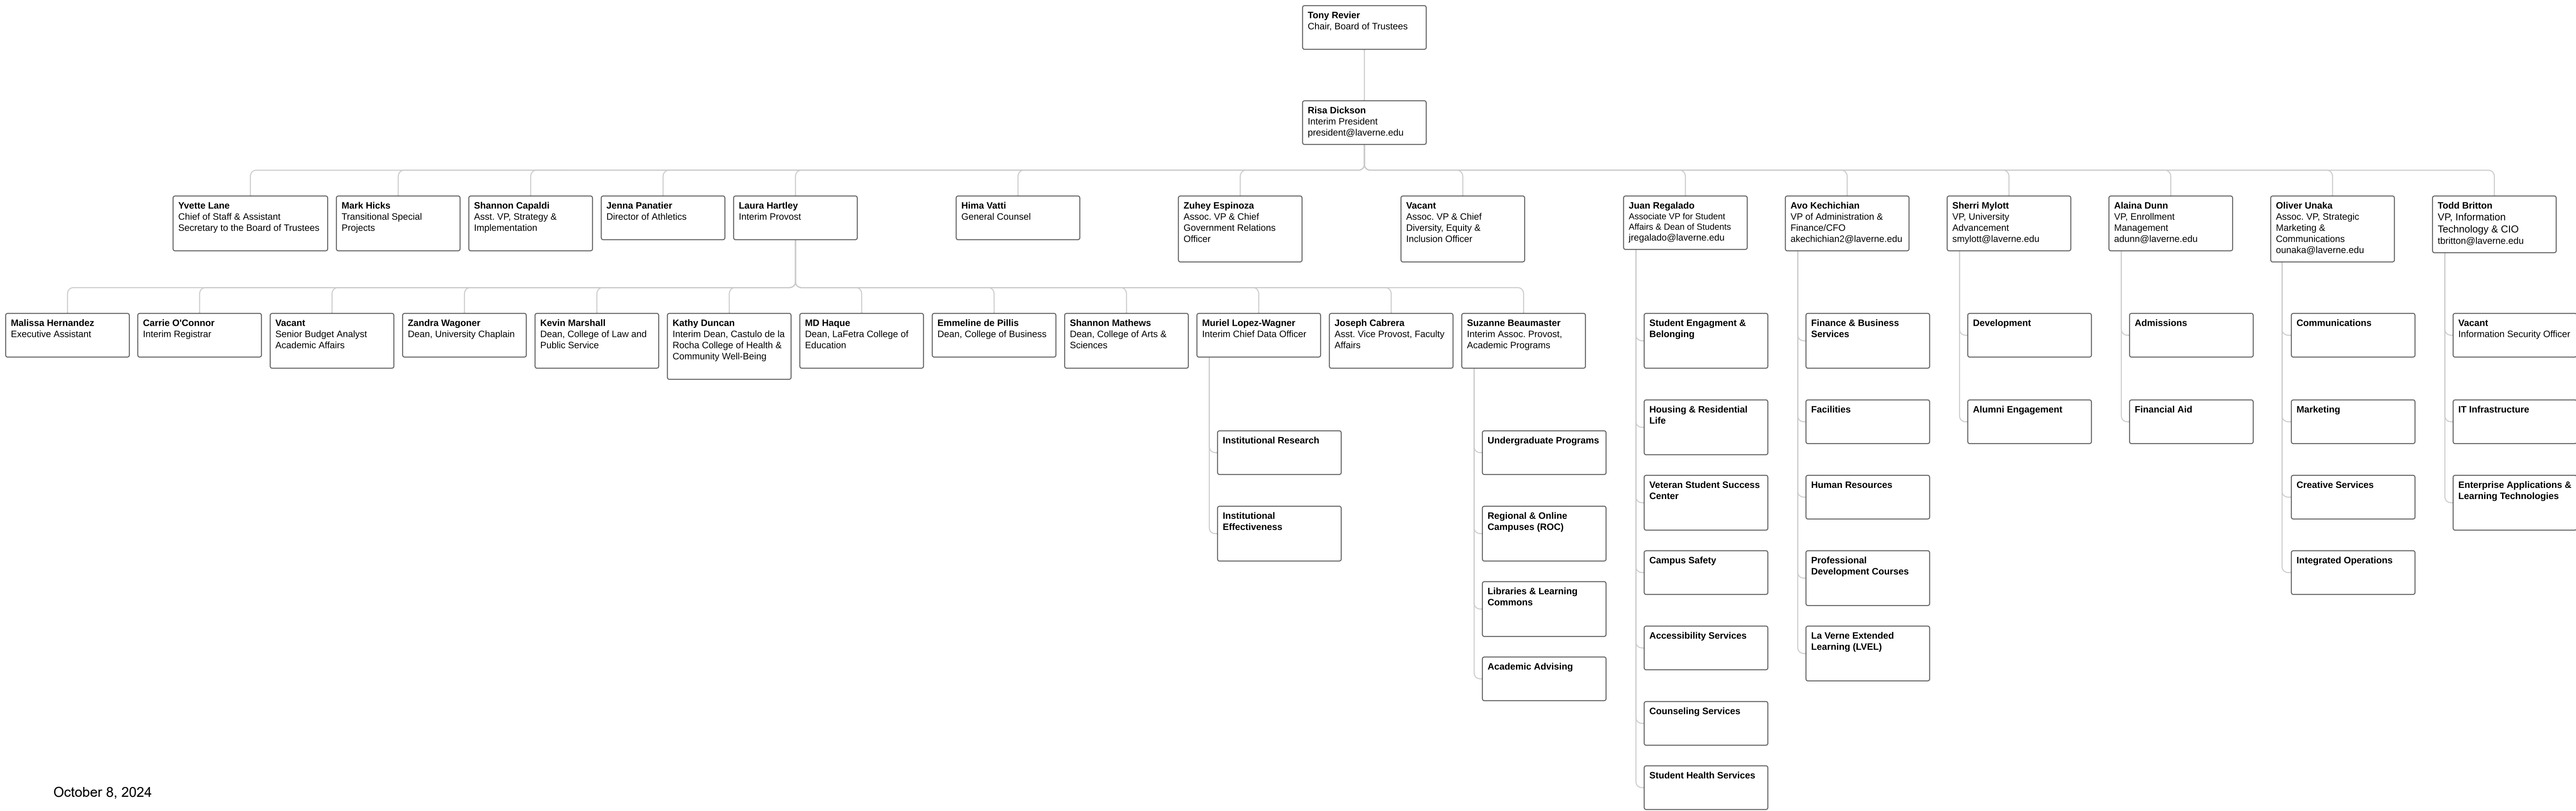 Tony Revier
Chair, Board of Trustees
Risa Dickson
Interim President
president@laverne.edu
Yvette Lane
Chief of Staff & Assistant
Secretary to the Board of Trustees
Mark Hicks
Transitional Special
Projects
Shannon Capaldi
Asst. VP, Strategy &
Implementation
Jenna Panatier
Director of Athletics
Laura Hartley
Interim Provost
Hima Vatti
General Counsel
Zuhey Espinoza
Assoc. VP & Chief
Government Relations
Officer
Vacant
Assoc. VP & Chief
Diversity, Equity &
Inclusion Officer
Juan Regalado
Associate VP for Student
Affairs & Dean of Students
jregalado@laverne.edu
Avo Kechichian
VP of Administration &
Finance/CFO
akechichian2@laverne.edu
Sherri Mylott
VP, University
Advancement
smylott@laverne.edu
Alaina Dunn
VP, Enrollment
Management
adunn@laverne.edu
Oliver Unaka
Assoc. VP, Strategic
Marketing &
Communications
ounaka@laverne.edu
Todd Britton
VP, Information
Technology & CIO
tbritton@laverne.edu
Malissa Hernandez
Executive Assistant
Carrie O'Connor
Interim Registrar
Vacant
Senior Budget Analyst
Academic Affairs
Zandra Wagoner
Dean, University Chaplain
Kevin Marshall
Dean, College of Law and
Public Service
Kathy Duncan
Interim Dean, Castulo de la
Rocha College of Health &
Community Well-Being
MD Haque
Dean, LaFetra College of
Education
Emmeline de Pillis
Dean, College of Business
Shannon Mathews
Dean, College of Arts &
Sciences
Muriel Lopez-Wagner
Interim Chief Data Officer
Joseph Cabrera
Asst. Vice Provost, Faculty
Affairs
Suzanne Beaumaster
Interim Assoc. Provost,
Academic Programs
Institutional Research
Institutional
Effectiveness
Undergraduate Programs
Regional & Online
Campuses (ROC)
Libraries & Learning
Commons
Academic Advising
Student Engagment &
Belonging
Housing & Residential
Life
Veteran Student Success
Center
Campus Safety
Accessibility Services
Counseling Services
Student Health Services
Finance & Business
Services
Facilities
Human Resources
Professional
Development Courses
La Verne Extended
Learning (LVEL)
Development
Alumni Engagement
Admissions
Financial Aid
Communications
Marketing
Creative Services
Integrated Operations
Vacant
Information Security Officer
IT Infrastructure
Enterprise Applications &
Learning Technologies
October 8, 2024